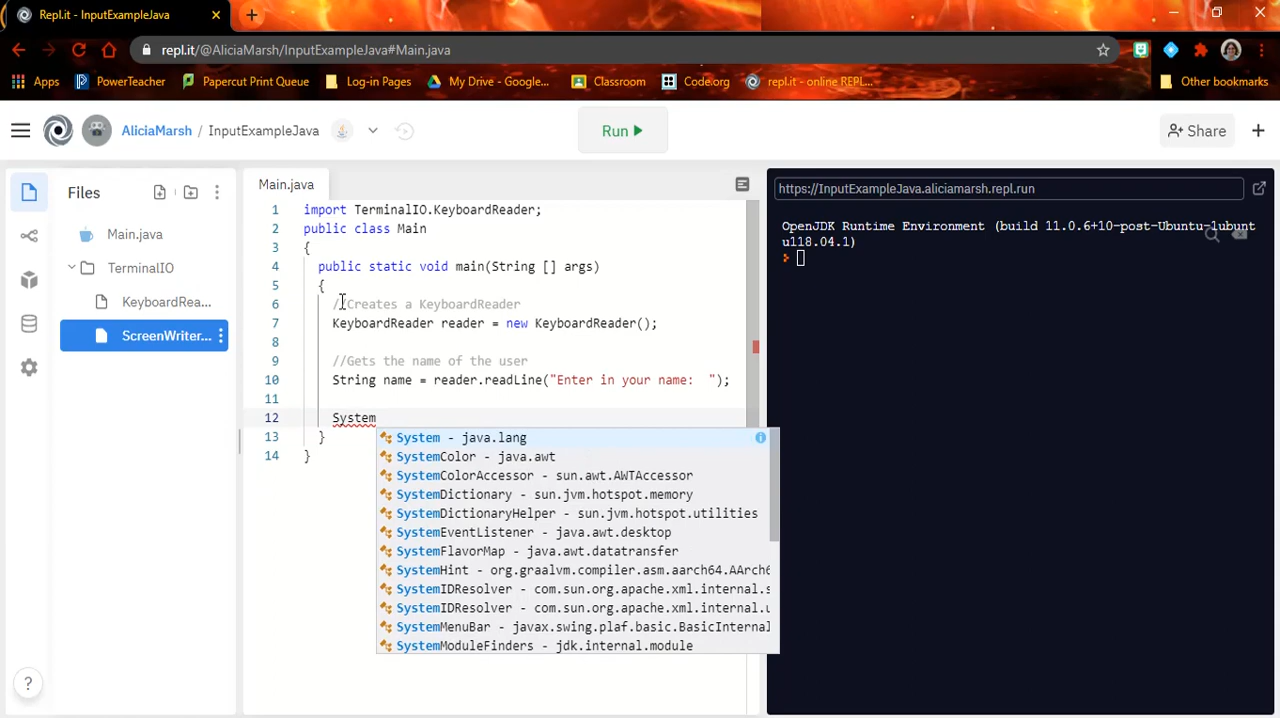 Repl.it - InputExampleJava
repl.it/@AliciaMarsh/InputExampleJava#Main.java
Apps PowerTeacher Papercut Print Queue Log-in Pages My Drive - Google... Classroom Code.org repl.it - online REPL... Other bookmarks
AliciaMarsh / InputExampleJava Run Share
Files Main.java
Main.java
TerminalIO
KeyboardRea...
ScreenWriter...
1 import TerminalIO.KeyboardReader;
2 public class Main
3 {
4 public static void main(String [] args)
5 {
6 //Creates a KeyboardReader
7 KeyboardReader reader = new KeyboardReader();
8
9 //Gets the name of the user
10 String name = reader.readLine("Enter in your name:  ");
11
12 System
13 }
14 }
System - java.lang
SystemColor - java.awt
SystemColorAccessor - sun.awt.AWTAccessor
SystemDictionary - sun.jvm.hotspot.memory
SystemDictionaryHelper - sun.jvm.hotspot.utilities
SystemEventListener - java.awt.desktop
SystemFlavorMap - java.awt.datatransfer
SystemHint - org.graalvm.compiler.asm.aarch64.AArch6
SystemIDResolver - com.sun.org.apache.xml.internal.s
SystemIDResolver - com.sun.org.apache.xml.internal.u
SystemMenuBar - javax.swing.plaf.basic.BasicInternal
SystemModuleFinders - jdk.internal.module
https://InputExampleJava.aliciamarsh.repl.run
OpenJDK Runtime Environment (build 11.0.6+10-post-Ubuntu-1ubunt
u118.04.1)
?